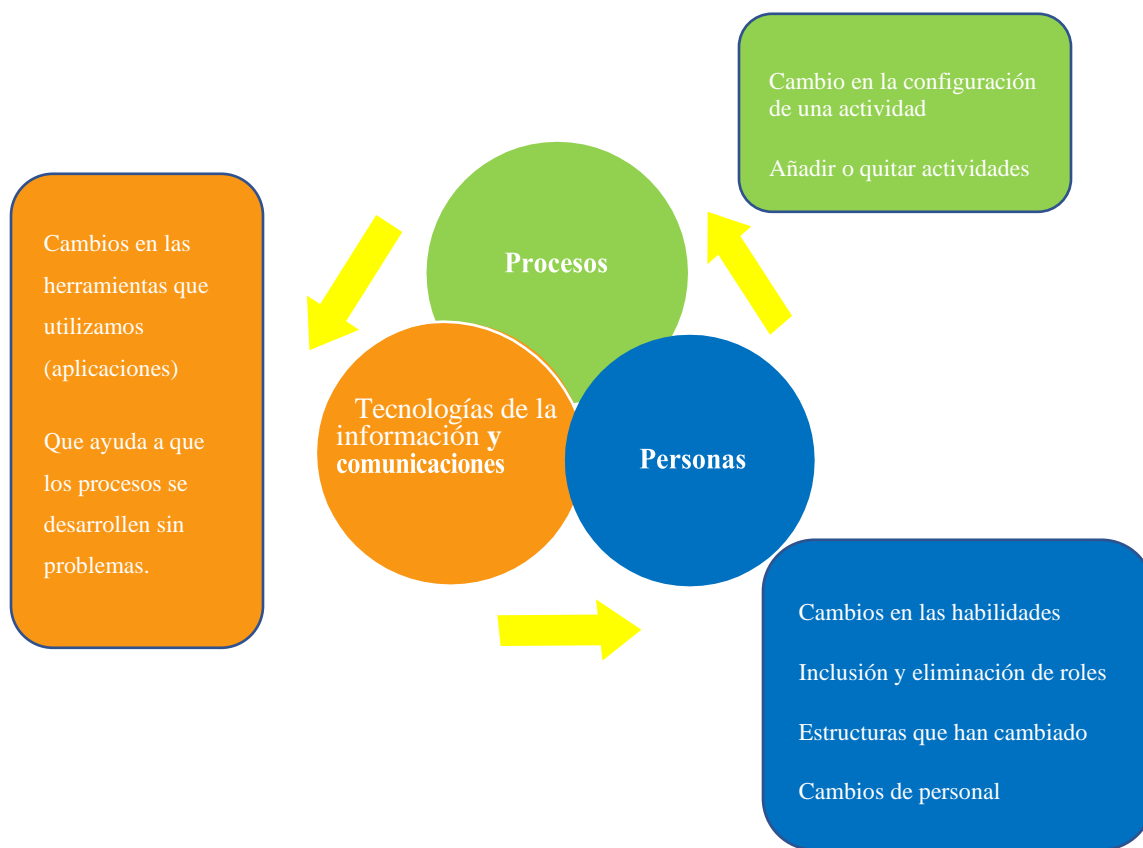 Cambio en la configuración
de una actividad
Añadir o quitar actividades
Procesos
Cambios en las
herramientas que
utilizamos
(aplicaciones)
Que ayuda a que
los procesos se
desarrollen sin
problemas.
Tecnologías de la
información y
comunicaciones
Personas
Cambios en las habilidades
Inclusión y eliminación de roles
Estructuras que han cambiado
Cambios de personal